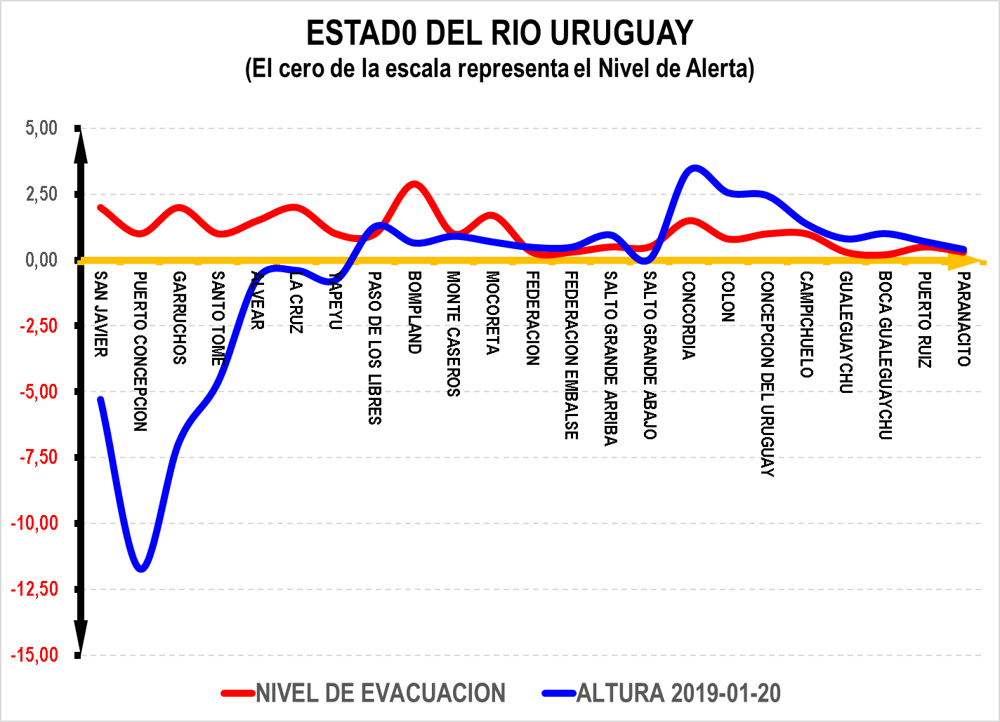 ESTAD0 DEL RIO URUGUAY
(El cero de la escala representa el Nivel de Alerta)
5,00
2,50
0,00
-2,50
-5,00
-7,50
-10,00
-12,50
-15,00
SAN JAVIER
PUERTO CONCEPCION
GARRUCHOS
SANTO TOME
ALVEAR
LA CRUZ
YAPEYU
PASO DE LOS LIBRES
BOMPLAND
MONTE CASEROS
MOCORETA
FEDERACION
FEDERACION EMBALSE
SALTO GRANDE ARRIBA
SALTO GRANDE ABAJO
CONCORDIA
COLON
CONCEPCION DEL URUGUAY
CAMPICHUELO
GUALEGUAYCHU
BOCA GUALEGUAYCHU
PUERTO RUIZ
PARANACITO
NIVEL DE EVACUACION
ALTURA 2019-01-20